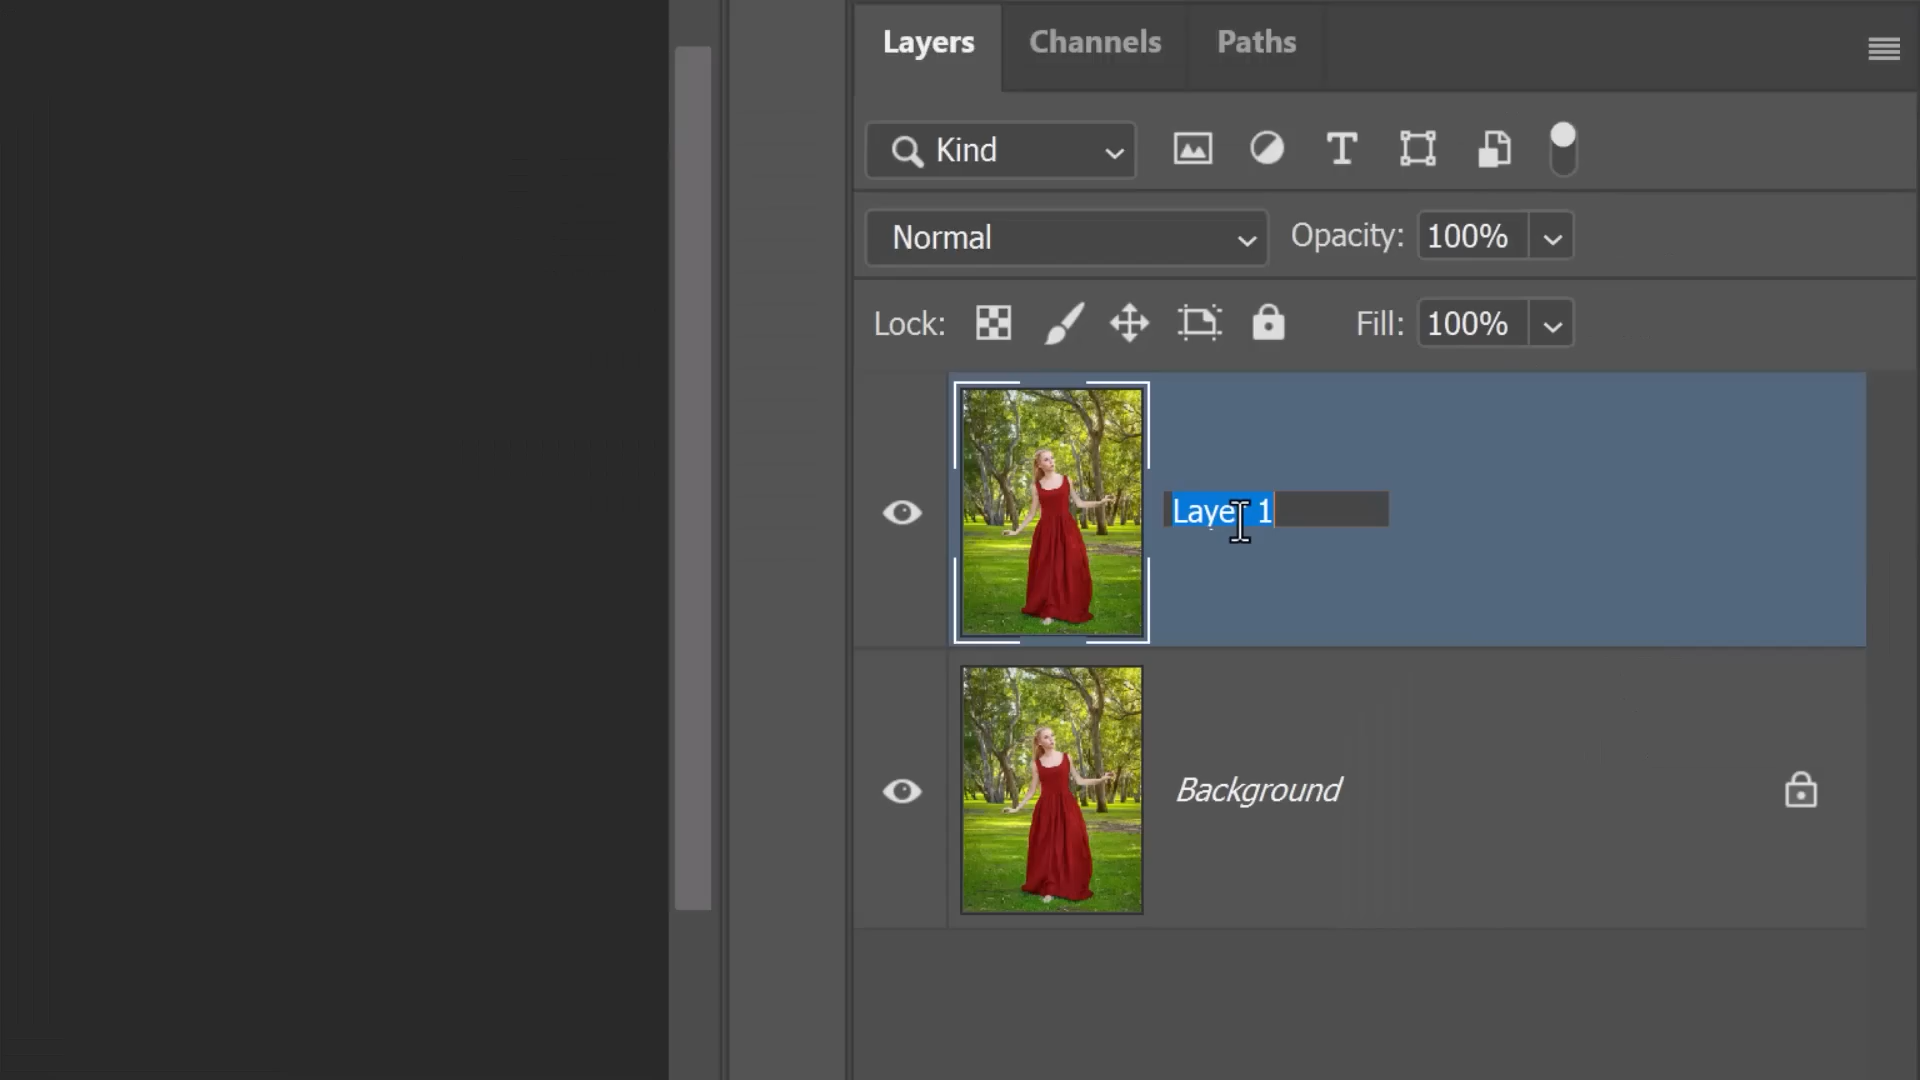 Layers Channels Paths
Kind
Normal Opacity: 100%
Lock: Fill: 100%
Layer 1
Background